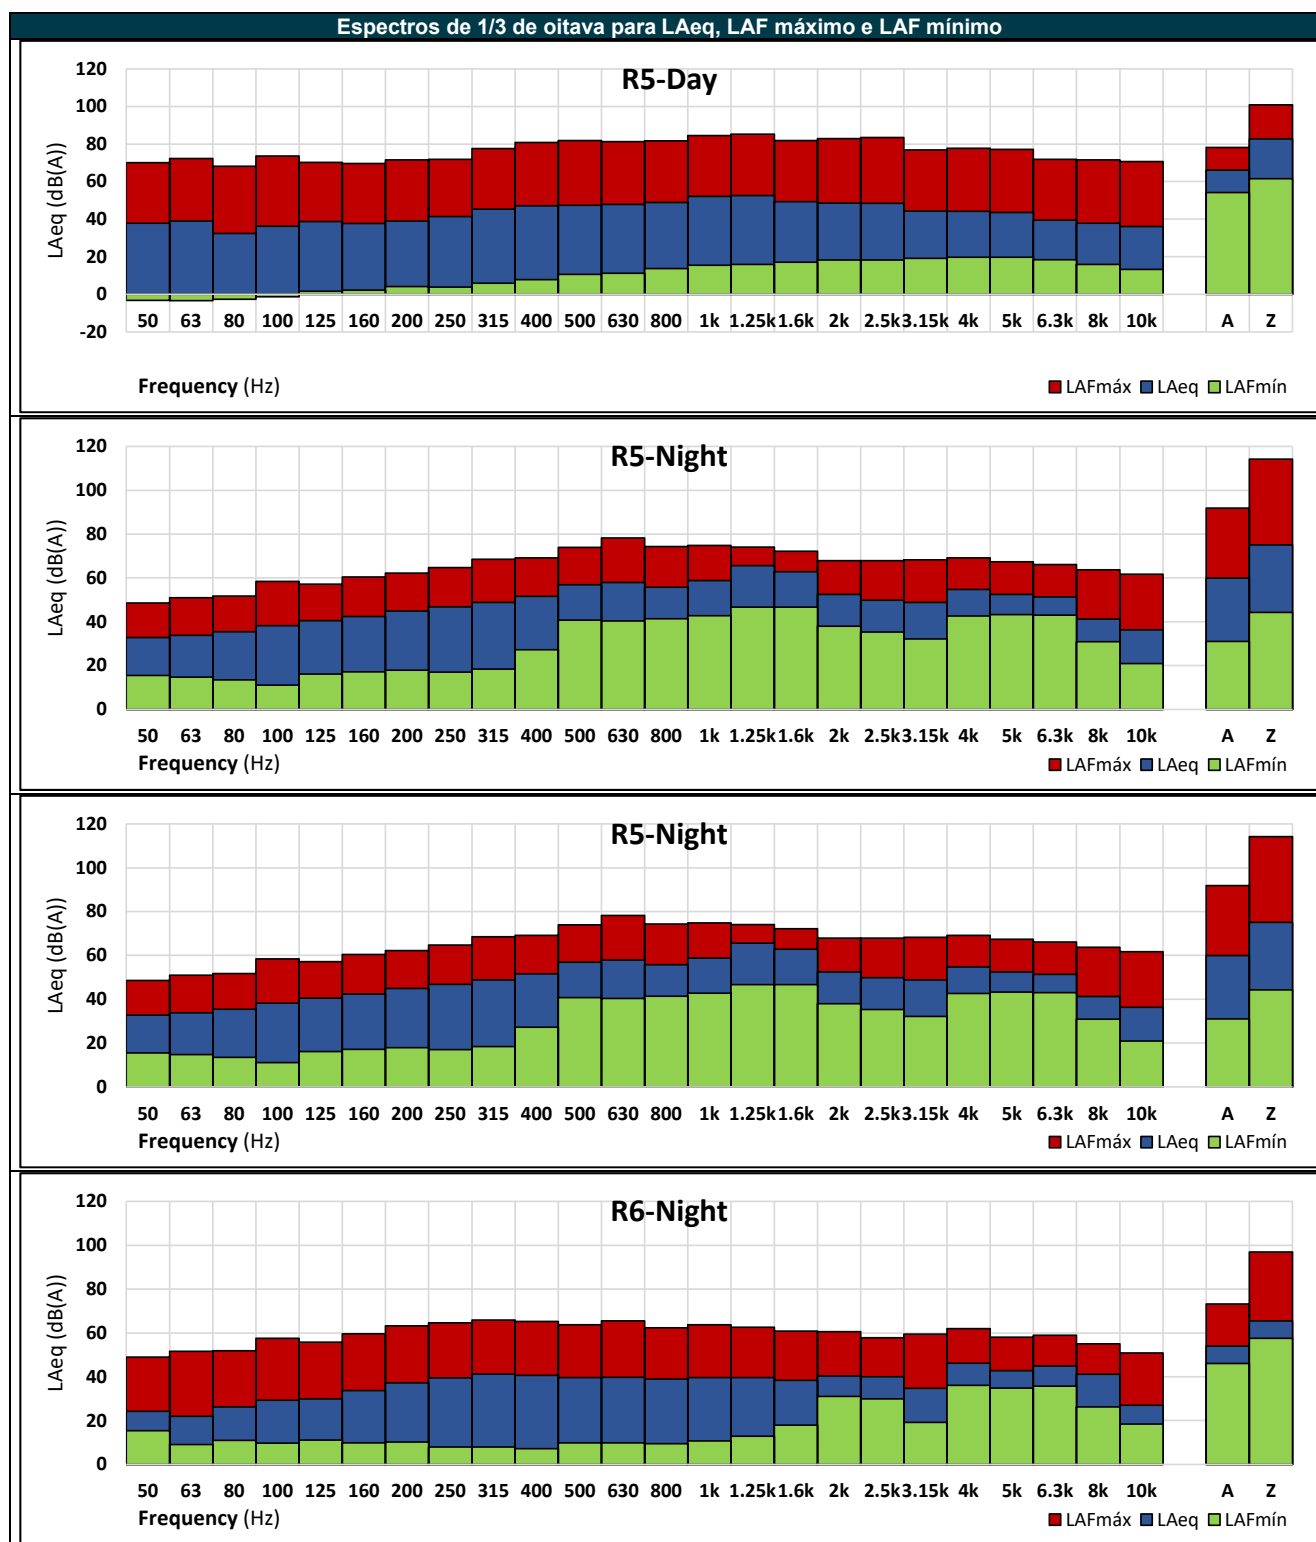 Espectros de 1/3 de oitava para LAeq, LAF máximo e LAF mínimo
R5-Day
LAeq (dB(A))
120
100
80
60
40
20
0
-20
50 63 80 100 125 160 200 250 315 400 500 630 800 1k 1.25k 1.6k 2k 2.5k 3.15k 4k 5k 6.3k 8k 10k A Z
Frequency (Hz)
LAFmáx LAeq LAFmín
R5-Night
LAeq (dB(A))
120
100
80
60
40
20
0
50 63 80 100 125 160 200 250 315 400 500 630 800 1k 1.25k 1.6k 2k 2.5k 3.15k 4k 5k 6.3k 8k 10k A Z
Frequency (Hz)
LAFmáx LAeq LAFmín
R5-Night
LAeq (dB(A))
120
100
80
60
40
20
0
50 63 80 100 125 160 200 250 315 400 500 630 800 1k 1.25k 1.6k 2k 2.5k 3.15k 4k 5k 6.3k 8k 10k A Z
Frequency (Hz)
LAFmáx LAeq LAFmín
R6-Night
LAeq (dB(A))
120
100
80
60
40
20
0
50 63 80 100 125 160 200 250 315 400 500 630 800 1k 1.25k 1.6k 2k 2.5k 3.15k 4k 5k 6.3k 8k 10k A Z
Frequency (Hz)
LAFmáx LAeq LAFmín